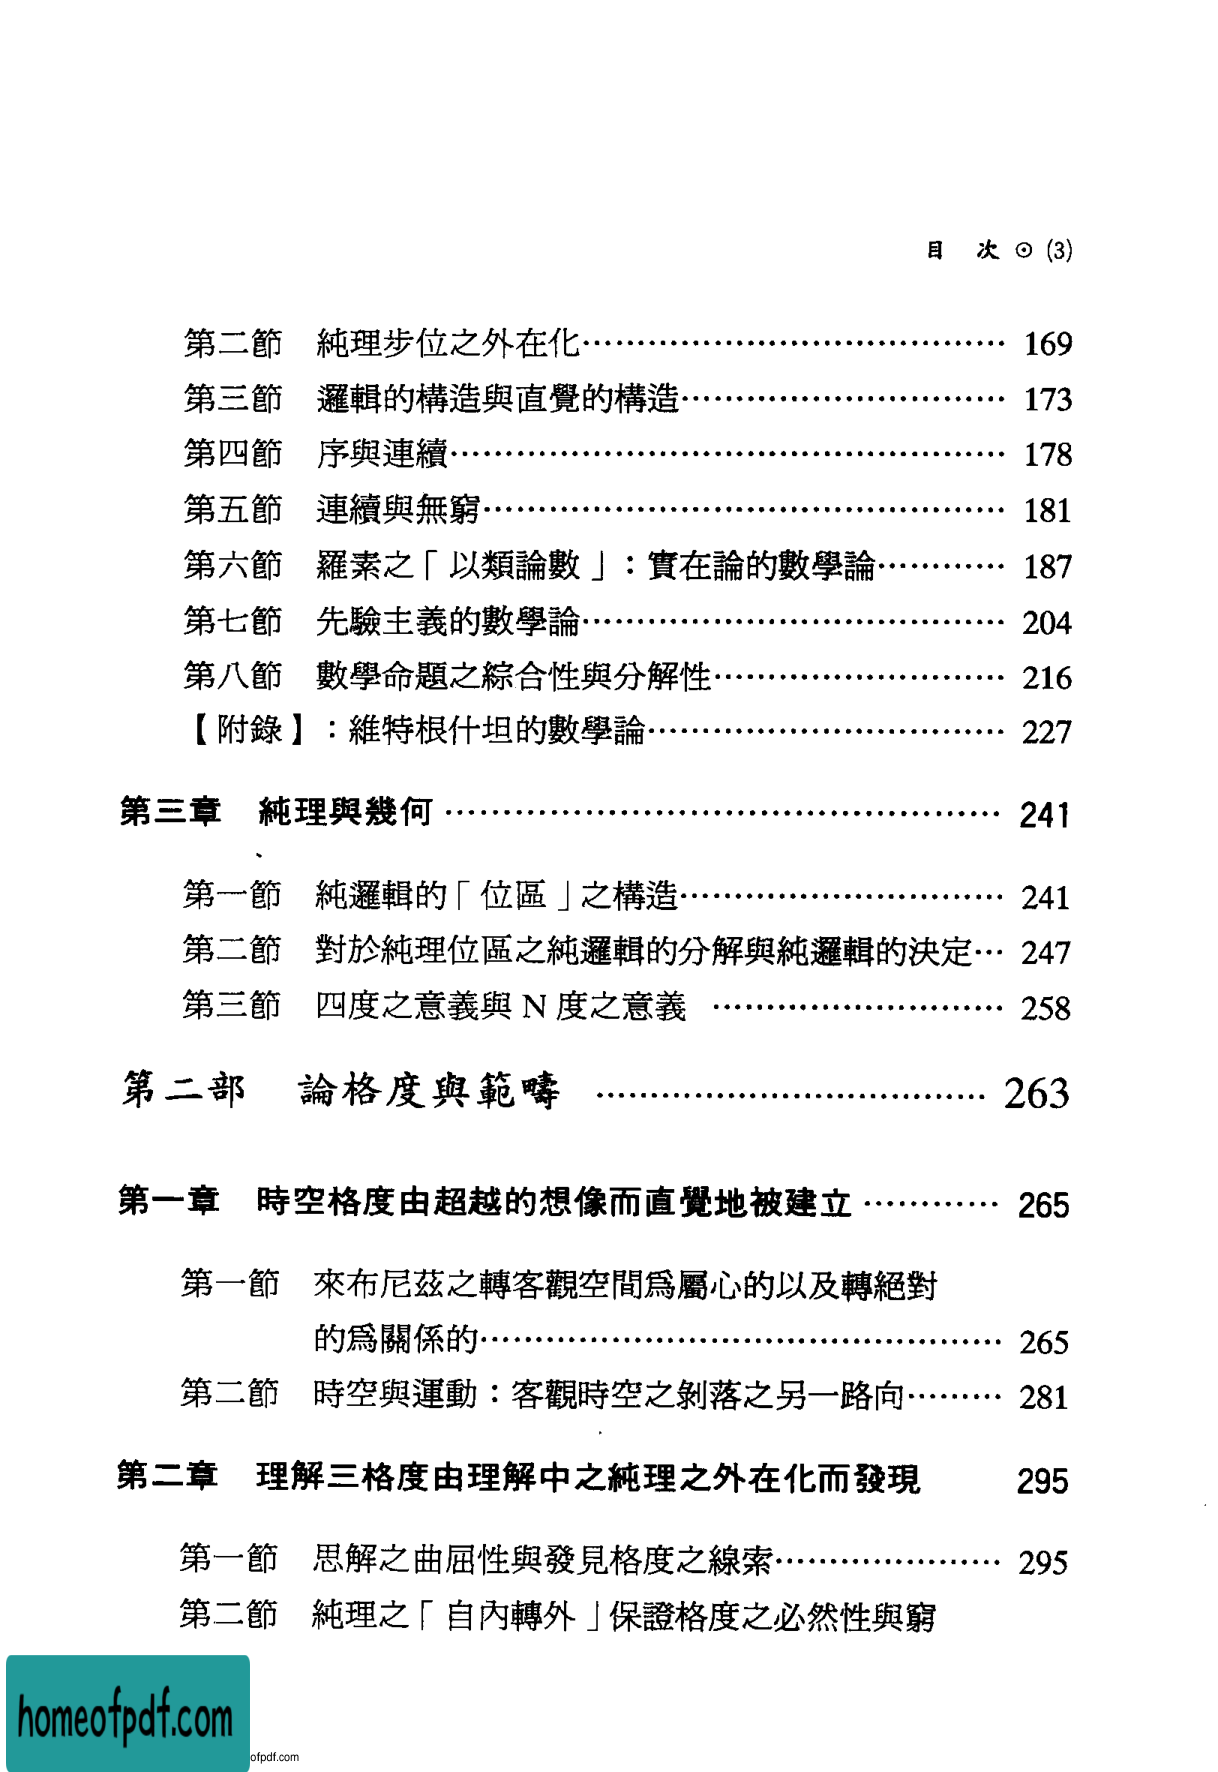 目 次⊙(3)
第二節 純理步位之外在化…………………………………… 169
第三節 邏輯的構造與直覺的構造…………………………… 173
第四節 序與連續……………………………………………… 178
第五節 連續與無窮…………………………………………… 181
第六節 羅素之「以類論數」：實在論的數學論………… 187
第七節 先驗主義的數學論…………………………………… 204
第八節 數學命題之綜合性與分解性………………………… 216
【附錄】：維特根什坦的數學論……………………………… 227
第三章 純理與幾何 ……………………………………………… 241
第一節 純邏輯的「位區」之構造…………………………… 241
第二節 對於純理位區之純邏輯的分解與純邏輯的決定… 247
第三節 四度之意義與 N 度之意義 ………………………… 258
第二部 論格度與範疇 ……………………………… 263
第一章 時空格度由超越的想像而直覺地被建立 ………… 265
第一節 來布尼茲之轉客觀空間爲屬心的以及轉絕對
的爲關係的…………………………………………… 265
第二節 時空與運動：客觀時空之剝落之另一路向……… 281
第二章 理解三格度由理解中之純理之外在化而發現 295
第一節 思解之曲屈性與發見格度之線索………………… 295
第二節 純理之「自內轉外」保證格度之必然性與窮
homeofpdf.com
ofpdf.com